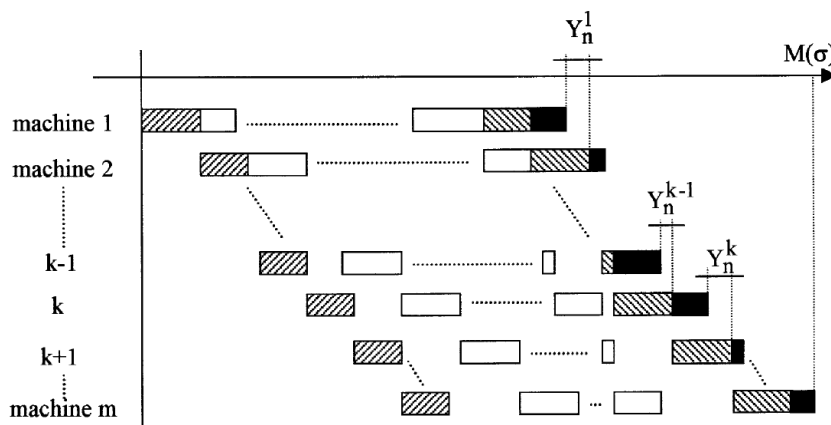 Y_n^1
M(σ)
machine 1
machine 2
Y_n^{k-1}
k-1
Y_n^k
k
k+1
machine m